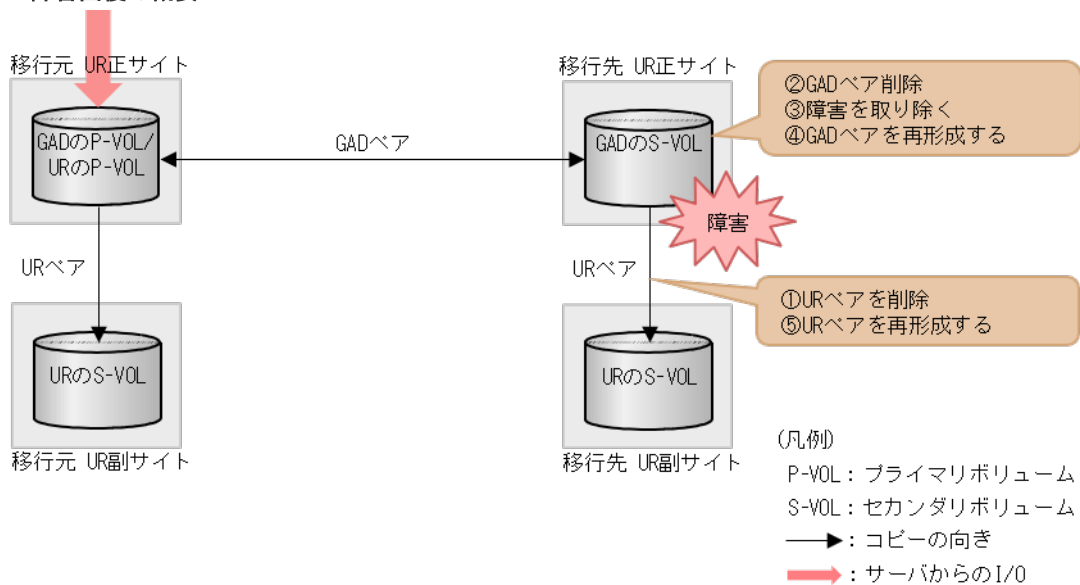 移行元 UR正サイト
移行先 UR正サイト
②GADペア削除
③障害を取り除く
④GADペアを再形成する
GADのP-VOL/
URのP-VOL
GADペア
GADのS-VOL
障害
URペア
URペア
①URペアを削除
⑤URペアを再形成する
URのS-VOL
URのS-VOL
移行元 UR副サイト
移行先 UR副サイト
(凡例)
P-VOL：プライマリボリューム
S-VOL：セカンダリボリューム
：コピーの向き
：サーバからのI/O